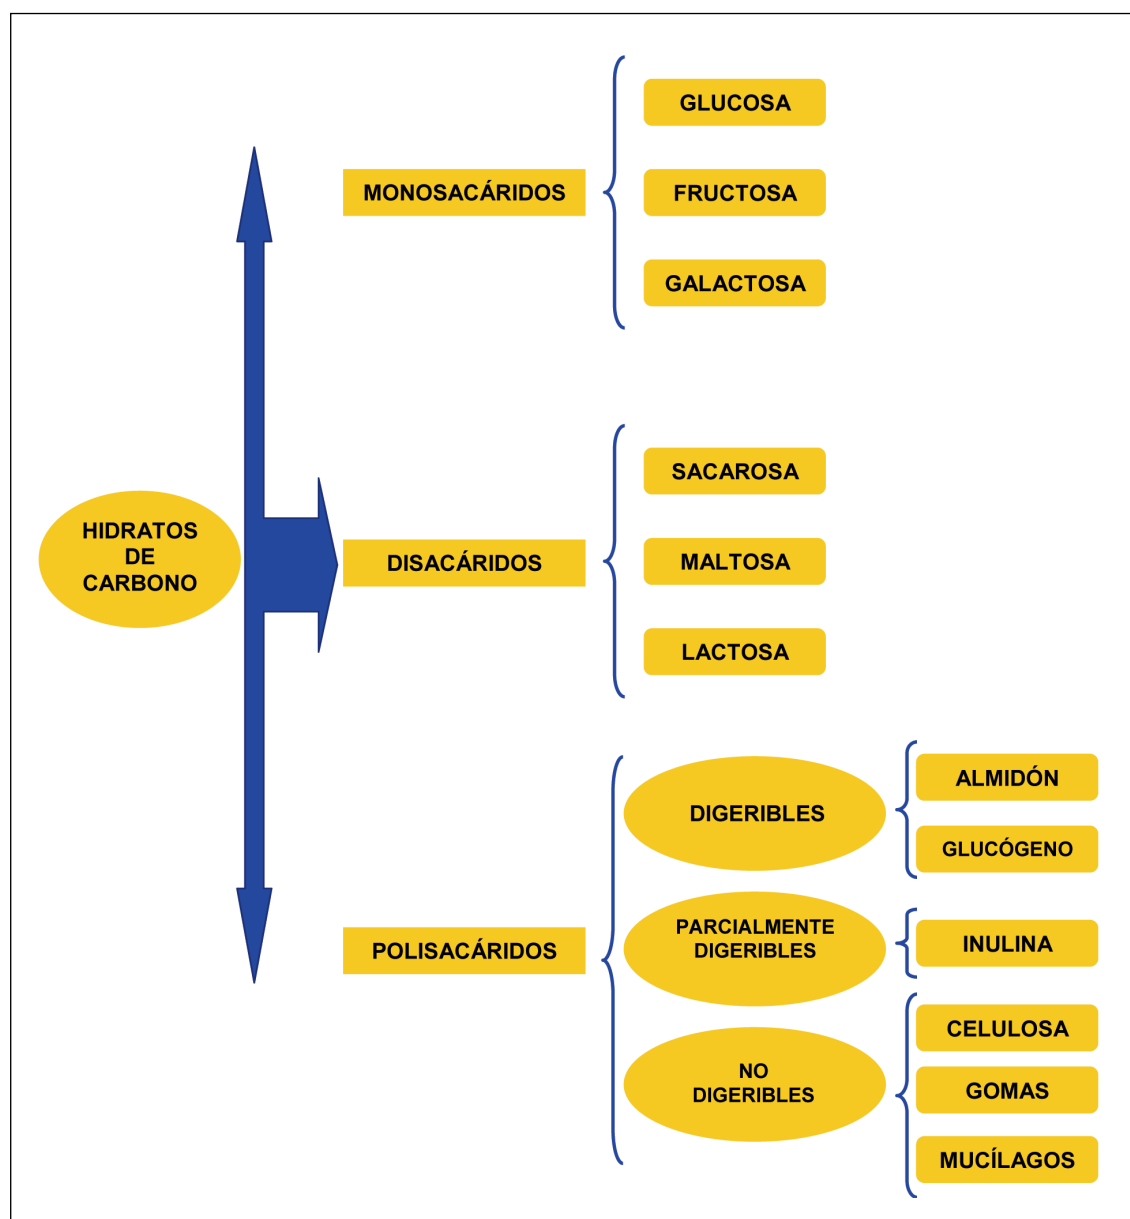 HIDRATOS
DE
CARBONO
MONOSACÁRIDOS
GLUCOSA
FRUCTOSA
GALACTOSA
DISACÁRIDOS
SACAROSA
MALTOSA
LACTOSA
POLISACÁRIDOS
DIGERIBLES
ALMIDÓN
GLUCÓGENO
PARCIALMENTE
DIGERIBLES
INULINA
NO
DIGERIBLES
CELULOSA
GOMAS
MUCÍLAGOS